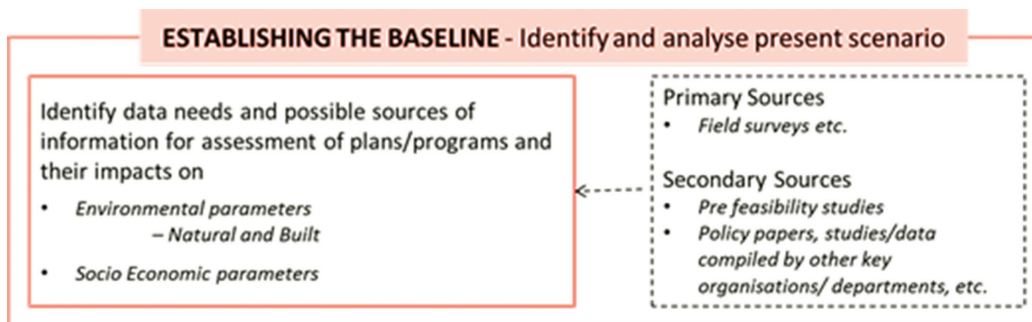 ESTABLISHING THE BASELINE - Identify and analyse present scenario
Identify data needs and possible sources of
information for assessment of plans/programs and
their impacts on
• Environmental parameters
– Natural and Built
• Socio Economic parameters
Primary Sources
• Field surveys etc.
Secondary Sources
• Pre feasibility studies
• Policy papers, studies/data
compiled by other key
organisations/ departments, etc.